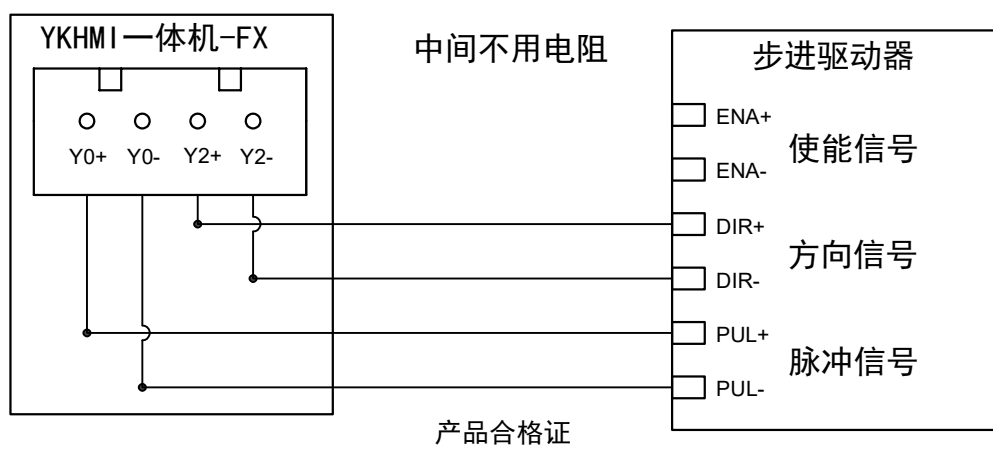 YKHMI一体机-FX
中间不用电阻
步进驱动器
Y0+ Y0- Y2+ Y2-
ENA+
使能信号
ENA-
DIR+
方向信号
DIR-
PUL+
脉冲信号
PUL-
产品合格证